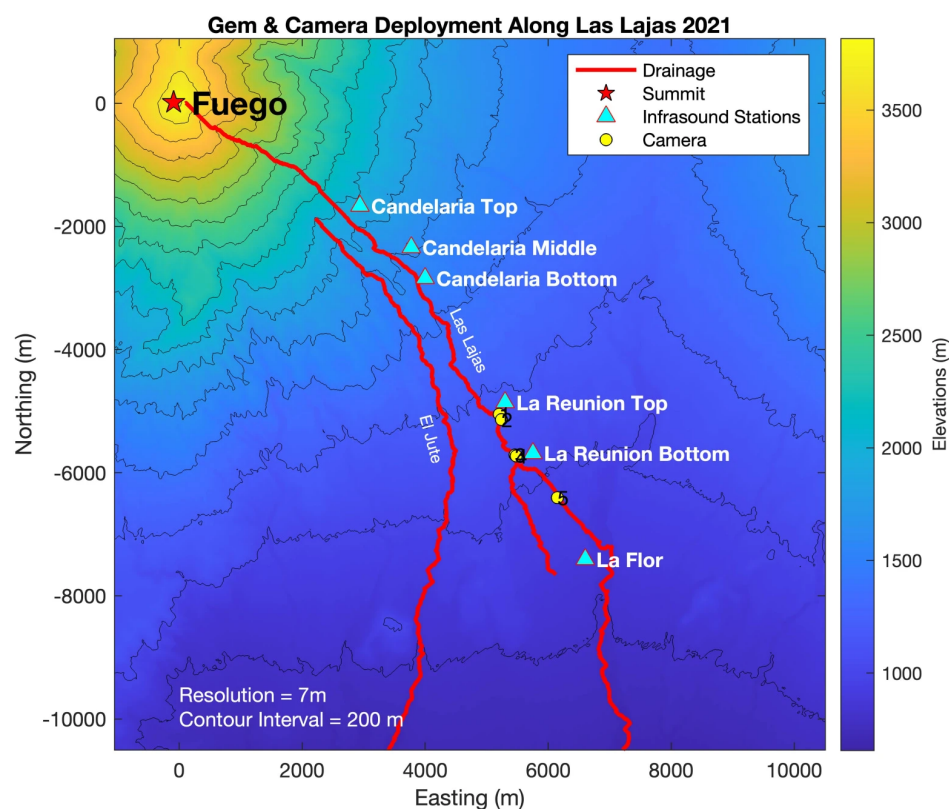 Gem & Camera Deployment Along Las Lajas 2021
Drainage
Summit
Infrasound Stations
Camera
Fuego
Candelaria Top
Candelaria Middle
Candelaria Bottom
Las Lajas
El Jute
La Reunion Top
2
La Reunion Bottom
5
La Flor
Resolution = 7m
Contour Interval = 200 m
0
-2000
-4000
-6000
-8000
-10000
Northing (m)
0
2000
4000
6000
8000
10000
Easting (m)
3500
3000
2500
2000
1500
1000
Elevations (m)